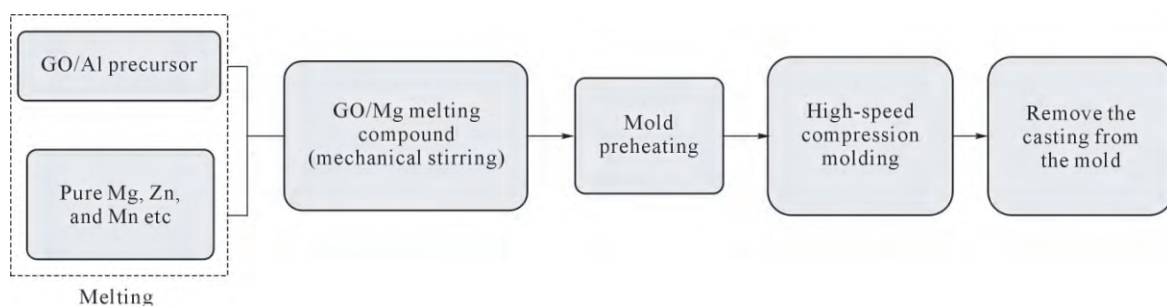 GO/Al precursor
Pure Mg, Zn,
and Mn etc
Melting
GO/Mg melting
compound
(mechanical stirring)
Mold
preheating
High-speed
compression
molding
Remove the
casting from
the mold